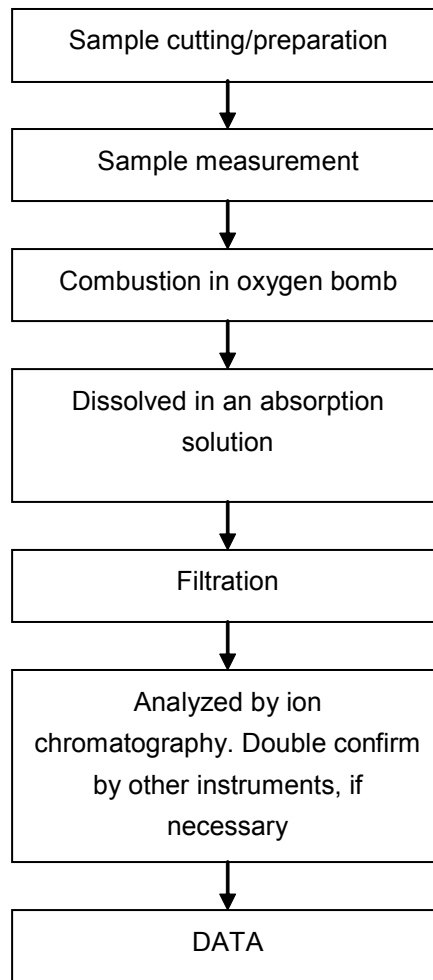 Sample cutting/preparation
Sample measurement
Combustion in oxygen bomb
Dissolved in an absorption
solution
Filtration
Analyzed by ion
chromatography. Double confirm
by other instruments, if
necessary
DATA